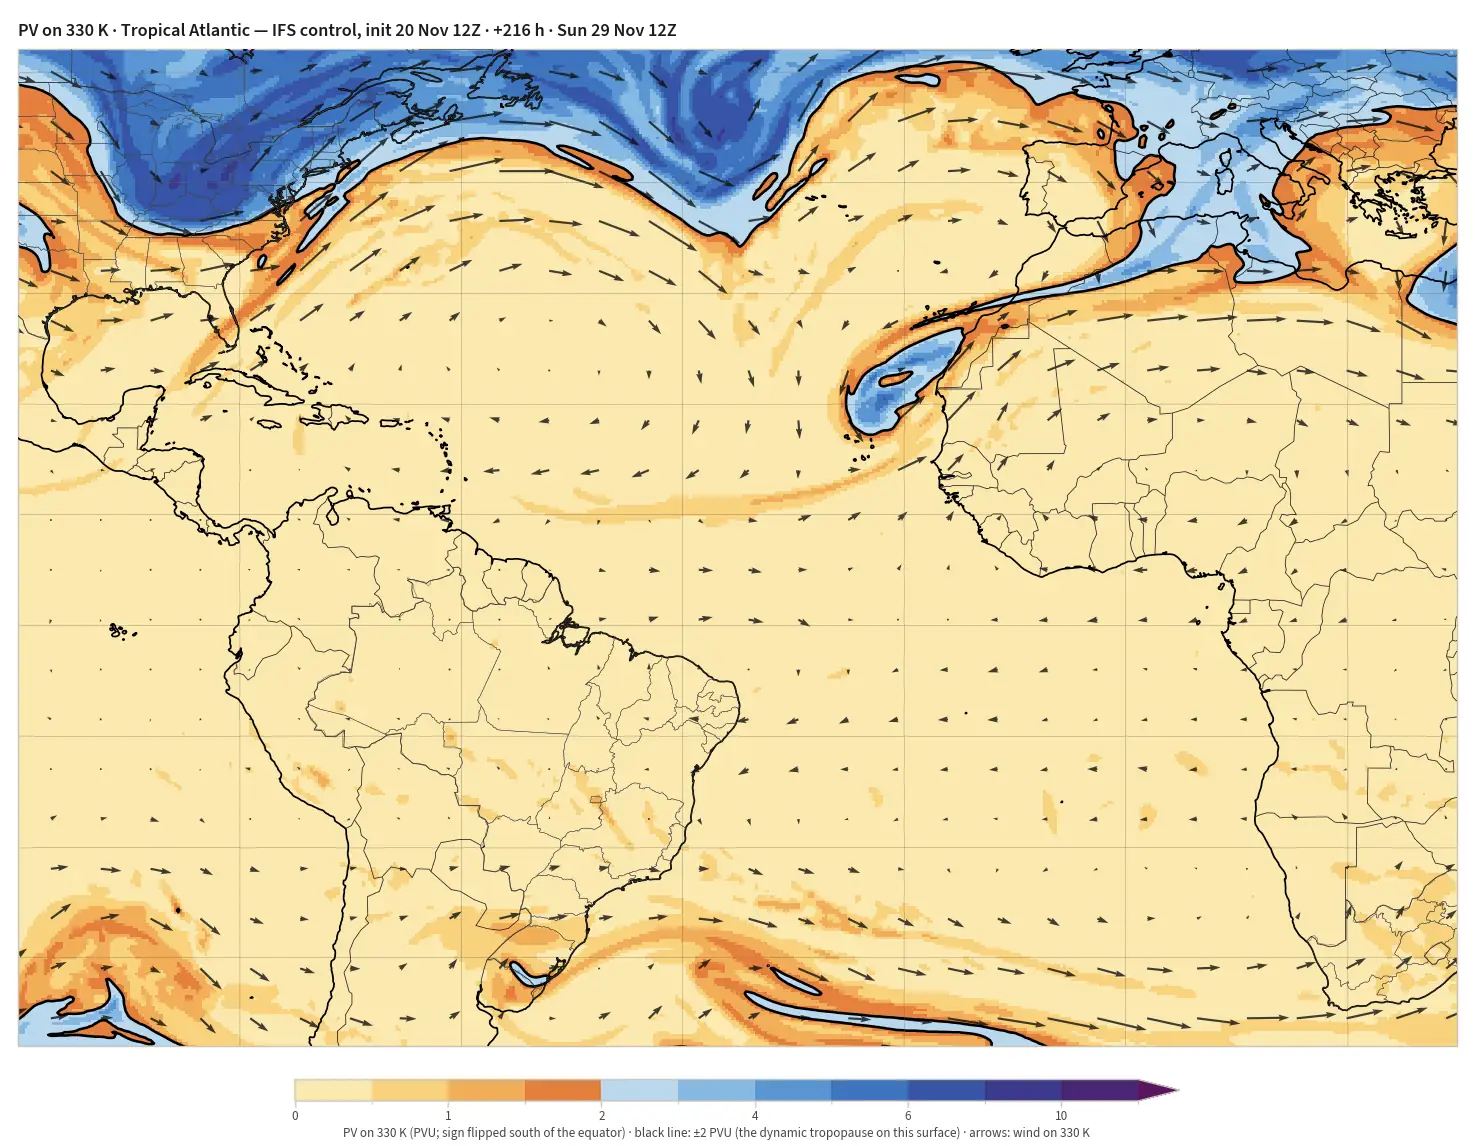 PV on 330 K · Tropical Atlantic — IFS control, init 20 Nov 12Z · +216 h · Sun 29 Nov 12Z
0 1 2 4 6 8 10
PV on 330 K (PVU; sign flipped south of the equator) · black line: ±2 PVU (the dynamic tropopause on this surface) · arrows: wind on 330 K